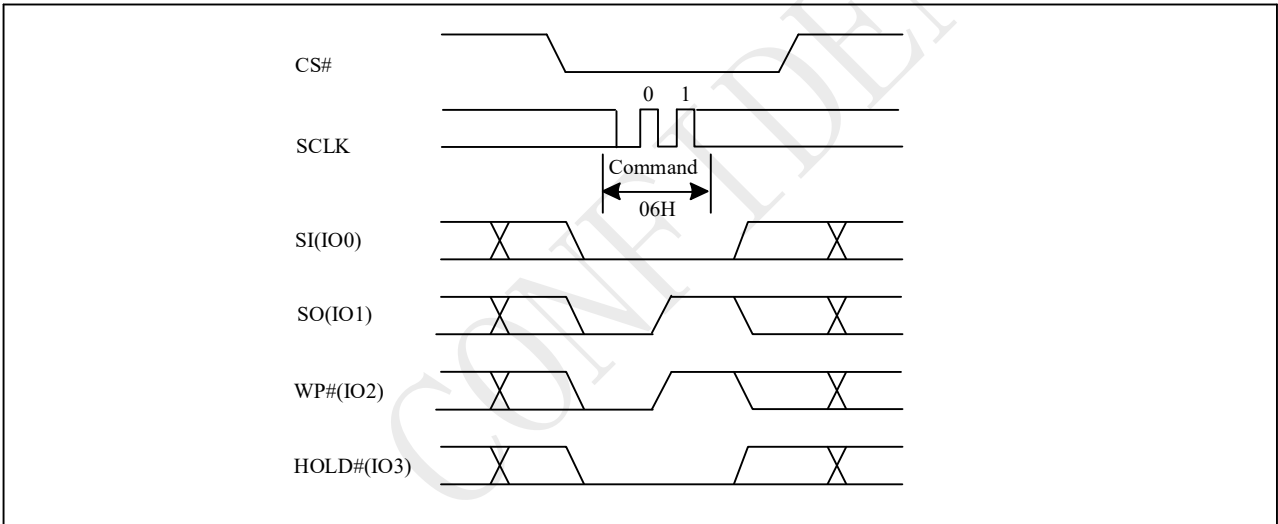 CS#
0 1
SCLK
Command
06H
SI(IO0)
SO(IO1)
WP#(IO2)
HOLD#(IO3)